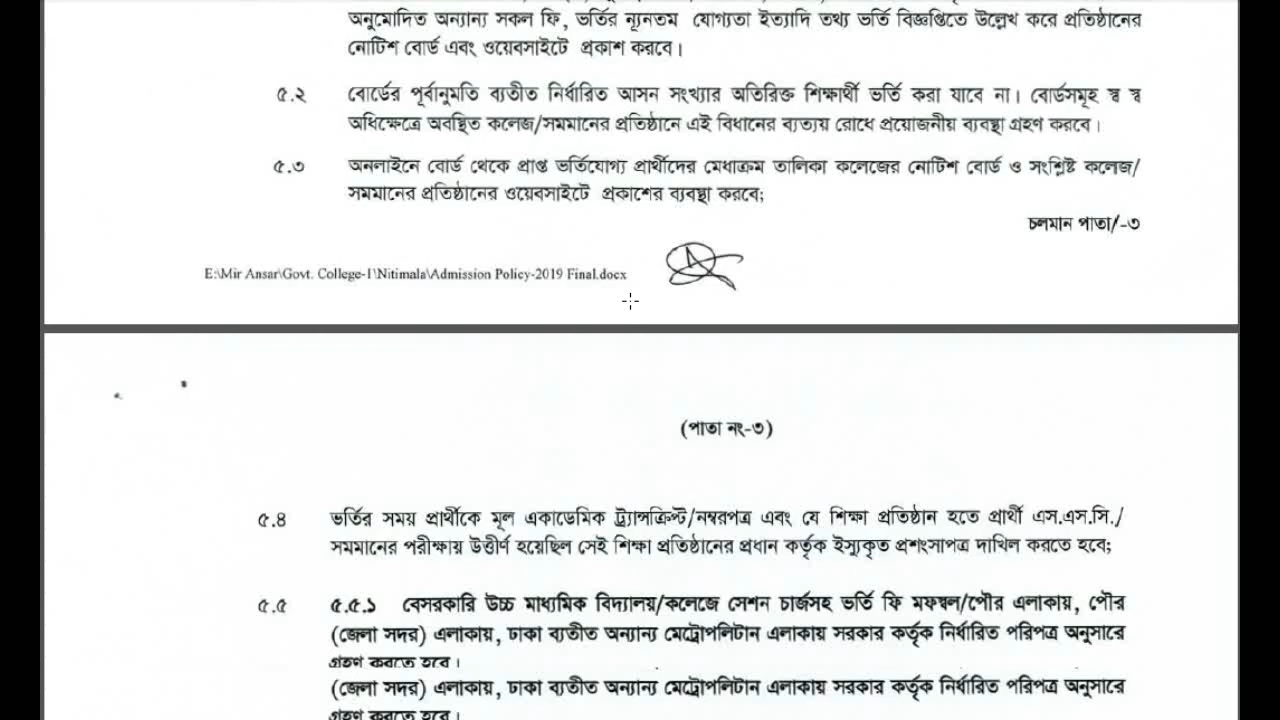 অনুমোদিত অন্যান্য সকল ফি, ভর্তির ন্যূনতম যোগ্যতা ইত্যাদি তথ্য ভর্তি বিজ্ঞপ্তিতে উল্লেখ করে প্রতিষ্ঠানের
নোটিশ বোর্ড এবং ওয়েবসাইটে প্রকাশ করবে।
৫.২ বোর্ডের পূর্বানুমতি ব্যতীত নির্ধারিত আসন সংখ্যার অতিরিক্ত শিক্ষার্থী ভর্তি করা যাবে না। বোর্ডসমূহ স্ব স্ব
অধিক্ষেত্রে অবস্থিত কলেজ/সমমানের প্রতিষ্ঠানে এই বিধানের ব্যত্যয় রোধে প্রয়োজনীয় ব্যবস্থা গ্রহণ করবে।
৫.৩ অনলাইনে বোর্ড থেকে প্রাপ্ত ভর্তিযোগ্য প্রার্থীদের মেধাক্রম তালিকা কলেজের নোটিশ বোর্ড ও সংশ্লিষ্ট কলেজ/
সমমানের প্রতিষ্ঠানের ওয়েবসাইটে প্রকাশের ব্যবস্থা করবে;
চলমান পাতা/-৩
E:\Mir Ansar\Govt. College-1\Nitimala\Admission Policy-2019 Final.docx
(পাতা নং-৩)
৫.৪ ভর্তির সময় প্রার্থীকে মূল একাডেমিক ট্র্যান্সক্রিপ্ট/নম্বরপত্র এবং যে শিক্ষা প্রতিষ্ঠান হতে প্রার্থী এস.এস.সি./
সমমানের পরীক্ষায় উত্তীর্ণ হয়েছিল সেই শিক্ষা প্রতিষ্ঠানের প্রধান কর্তৃক ইস্যুকৃত প্রশংসাপত্র দাখিল করতে হবে;
৫.৫ ৫.৫.১ বেসরকারি উচ্চ মাধ্যমিক বিদ্যালয়/কলেজে সেশন চার্জসহ ভর্তি ফি মফস্বল/পৌর এলাকায়, পৌর
(জেলা সদর) এলাকায়, ঢাকা ব্যতীত অন্যান্য মেট্রোপলিটান এলাকায় সরকার কর্তৃক নির্ধারিত পরিপত্র অনুসারে
গ্রহণ করতে হবে।
(জেলা সদর) এলাকায়, ঢাকা ব্যতীত অন্যান্য মেট্রোপলিটান এলাকায় সরকার কর্তৃক নির্ধারিত পরিপত্র অনুসারে
গ্রহণ করতে হবে।